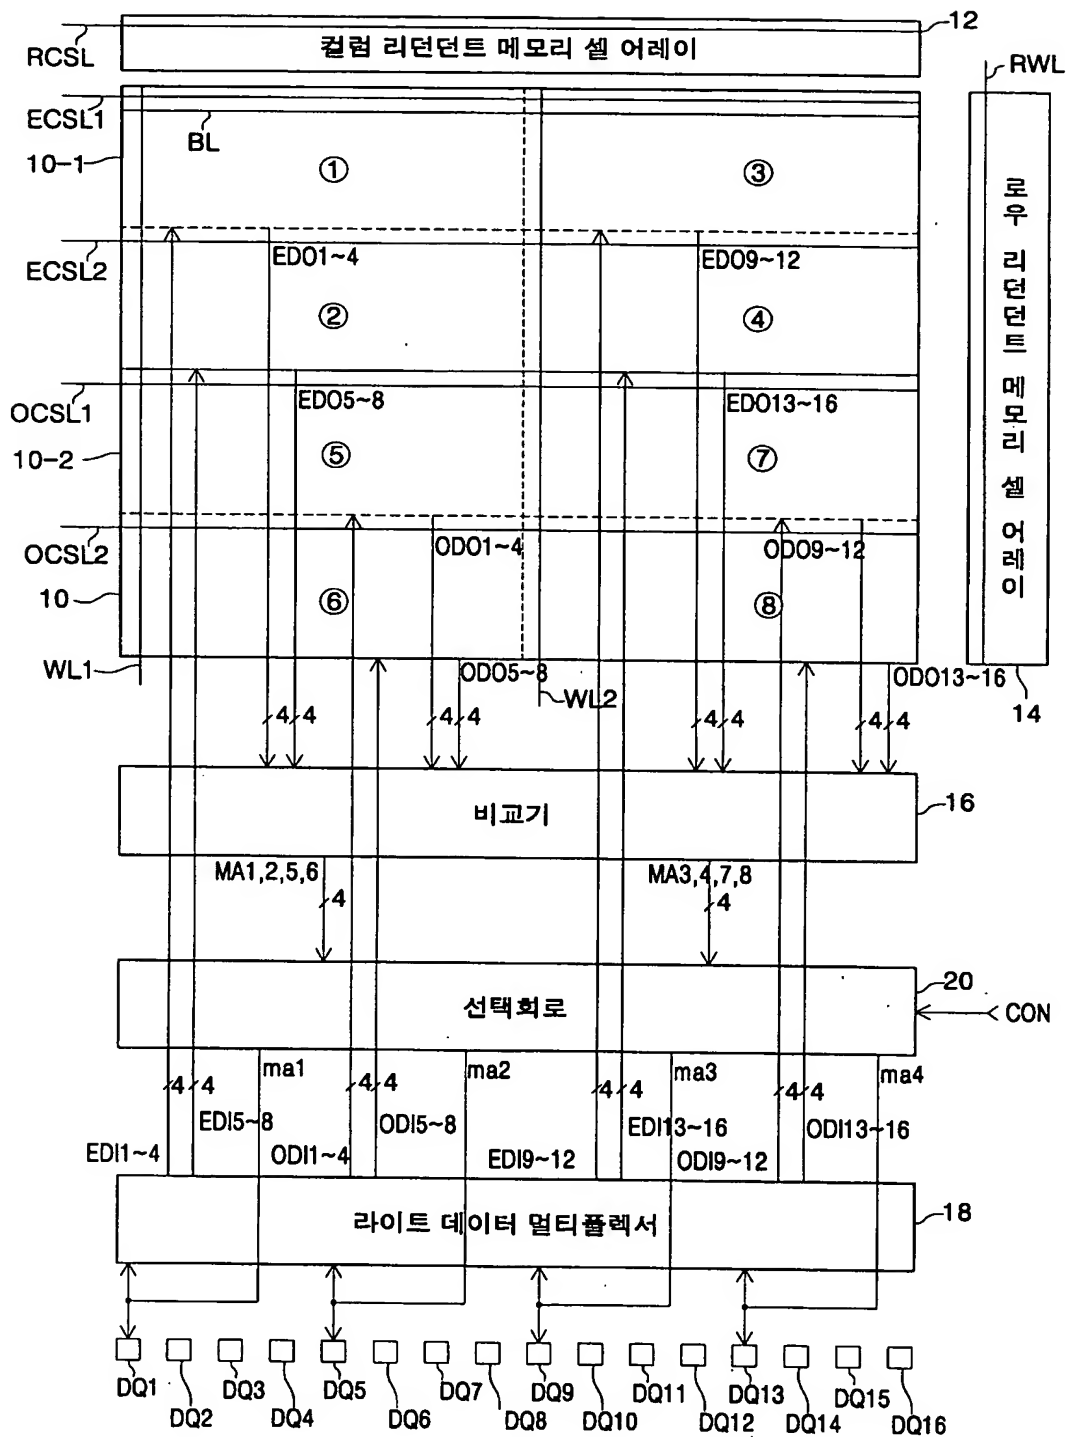 12
컬럼 리던던트 메모리 셀 어레이
RCSL
RWL
ECSL1
BL
10-1
①
③
로우 리던던트 메모리 셀 어레이
EDO1~4
EDO9~12
ECSL2
②
④
EDO5~8
EDO13~16
OCSL1
10-2
⑤
⑦
OCSL2
ODO1~4
ODO9~12
10
⑥
⑧
WL1
ODO5~8
WL2
ODO13~16
14
4 4 4 4 4 4 4 4
비교기
16
MA1,2,5,6
MA3,4,7,8
4 4
선택회로
20
CON
ma1 ma2 ma3 ma4
4 4 4 4 4 4 4 4
EDI5~8 ODI5~8 EDI13~16 ODI13~16
EDI1~4 ODI1~4 EDI9~12 ODI9~12
라이트 데이터 멀티플렉서
18
DQ1 DQ3 DQ5 DQ7 DQ9 DQ11 DQ13 DQ15
DQ2 DQ4 DQ6 DQ8 DQ10 DQ12 DQ14 DQ16